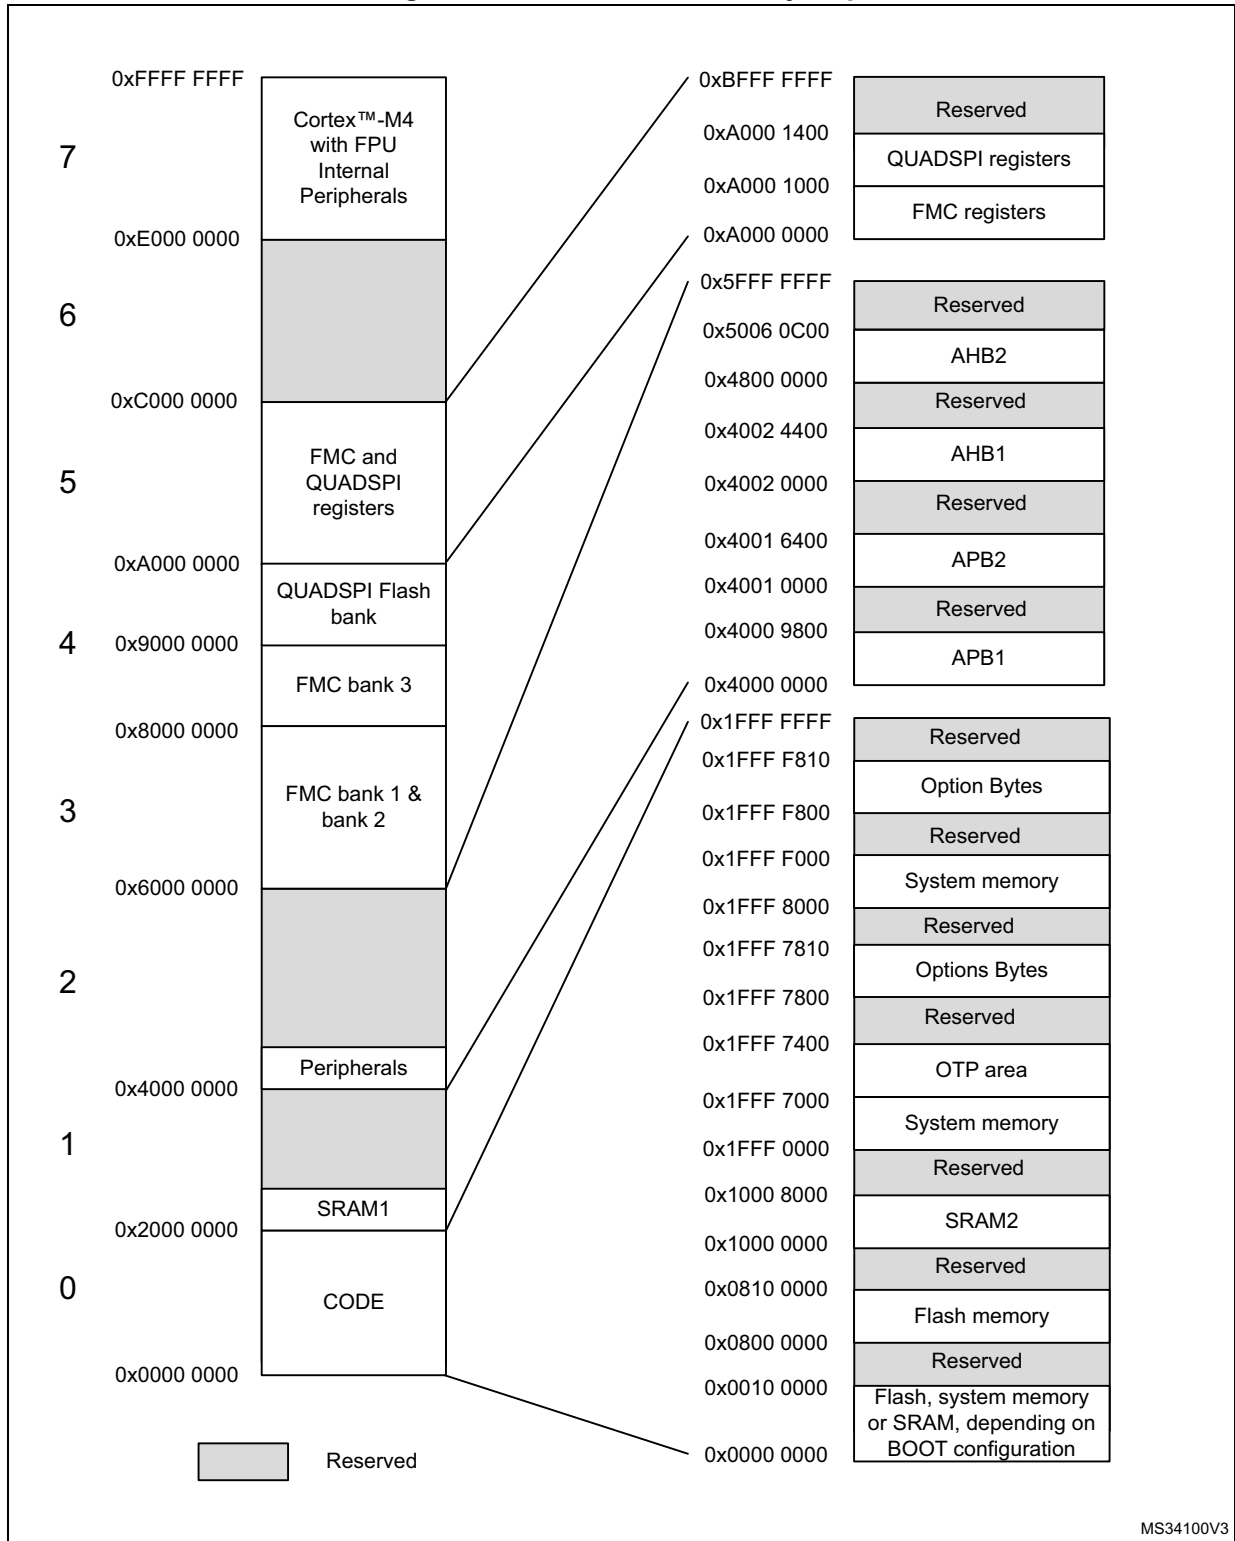 0xFFFF FFFF
Cortex™-M4
with FPU
Internal
Peripherals
7
0xE000 0000
6
0xC000 0000
FMC and
QUADSPI
registers
5
0xA000 0000
QUADSPI Flash
bank
4
0x9000 0000
FMC bank 3
0x8000 0000
FMC bank 1 &
bank 2
3
0x6000 0000
2
Peripherals
0x4000 0000
1
SRAM1
0x2000 0000
0
CODE
0x0000 0000
Reserved
0xBFFF FFFF
Reserved
0xA000 1400
QUADSPI registers
0xA000 1000
FMC registers
0xA000 0000
0x5FFF FFFF
Reserved
0x5006 0C00
AHB2
0x4800 0000
Reserved
0x4002 4400
AHB1
0x4002 0000
Reserved
0x4001 6400
APB2
0x4001 0000
Reserved
0x4000 9800
APB1
0x4000 0000
0x1FFF FFFF
Reserved
0x1FFF F810
Option Bytes
0x1FFF F800
Reserved
0x1FFF F000
System memory
0x1FFF 8000
Reserved
0x1FFF 7810
Options Bytes
0x1FFF 7800
Reserved
0x1FFF 7400
OTP area
0x1FFF 7000
System memory
0x1FFF 0000
Reserved
0x1000 8000
SRAM2
0x1000 0000
Reserved
0x0810 0000
Flash memory
0x0800 0000
Reserved
0x0010 0000
Flash, system memory
or SRAM, depending on
BOOT configuration
0x0000 0000
MS34100V3